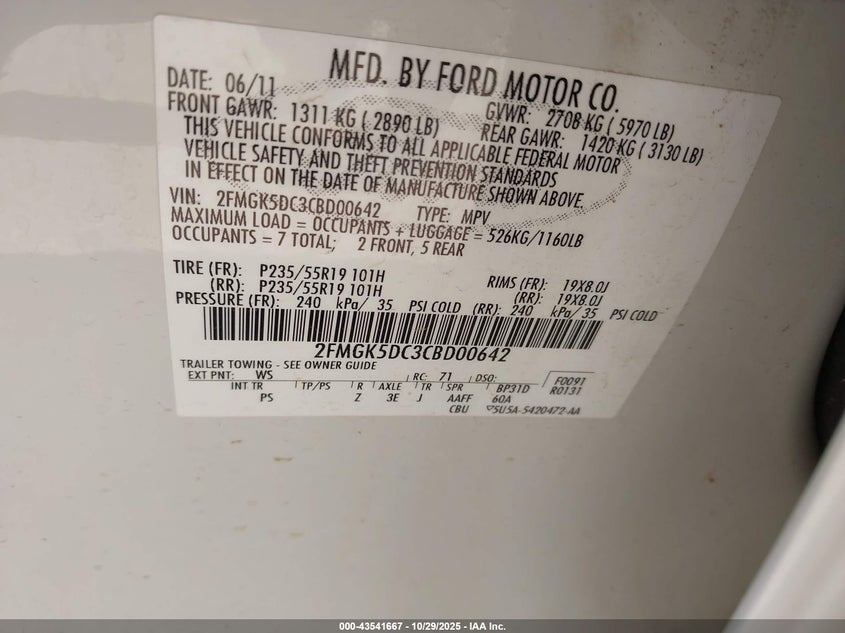 MFD. BY FORD MOTOR CO.
DATE: 06/11 GVWR: 2708 KG ( 5970 LB)
FRONT GAWR: 1311 KG ( 2890 LB) REAR GAWR: 1420 KG ( 3130 LB)
THIS VEHICLE CONFORMS TO ALL APPLICABLE FEDERAL MOTOR
VEHICLE SAFETY AND THEFT PREVENTION STANDARDS
IN EFFECT ON THE DATE OF MANUFACTURE SHOWN ABOVE.
VIN: 2FMGK5DC3CBD00642 TYPE: MPV
MAXIMUM LOAD = OCCUPANTS + LUGGAGE = 526KG/1160LB
OCCUPANTS = 7 TOTAL; 2 FRONT, 5 REAR
TIRE (FR): P235/55R19 101H RIMS (FR): 19X8.0J
(RR): P235/55R19 101H (RR): 19X8.0J
PRESSURE (FR): 240 kPa/ 35 PSI COLD (RR): 240 kPa/ 35 PSI COLD
2FMGK5DC3CBD00642
TRAILER TOWING - SEE OWNER GUIDE
EXT PNT: WS RC: 71 DSO: F0091
INT TR TP/PS R AXLE TR SPR BP31D R0131
PS Z 3E J AAFF 60A
CBU 5U5A-5420472-AA
000-43541667 • 10/29/2025 - IAA Inc.